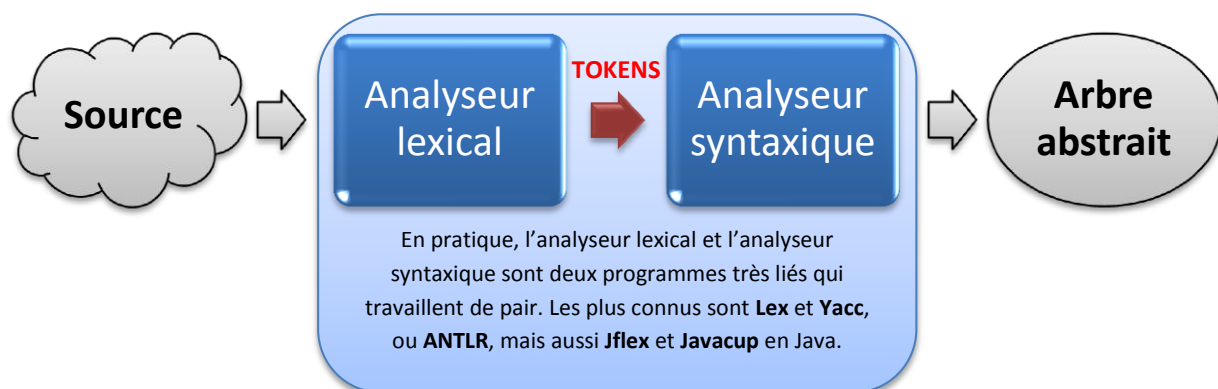 Source
Analyseur
lexical
TOKENS
Analyseur
syntaxique
Arbre
abstrait
En pratique, l’analyseur lexical et l’analyseur
syntaxique sont deux programmes très liés qui
travaillent de pair. Les plus connus sont Lex et Yacc,
ou ANTLR, mais aussi Jflex et Javacup en Java.